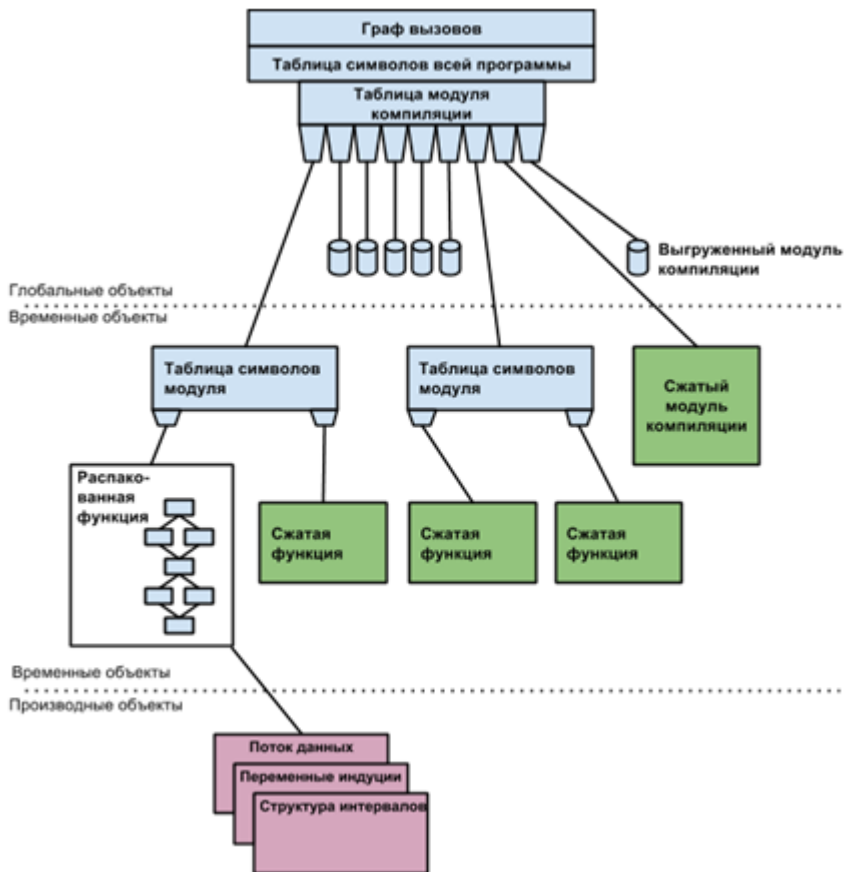 Граф вызовов
Таблица символов всей программы
Таблица модуля
компиляции
Выгруженный модуль
компиляции
Глобальные объекты
Временные объекты
Таблица символов
модуля
Таблица символов
модуля
Сжатый
модуль
компиляции
Распако-
ванная
функция
Сжатая
функция
Сжатая
функция
Сжатая
функция
Временные объекты
Производные объекты
Поток данных
Переменные индуции
Структура интервалов